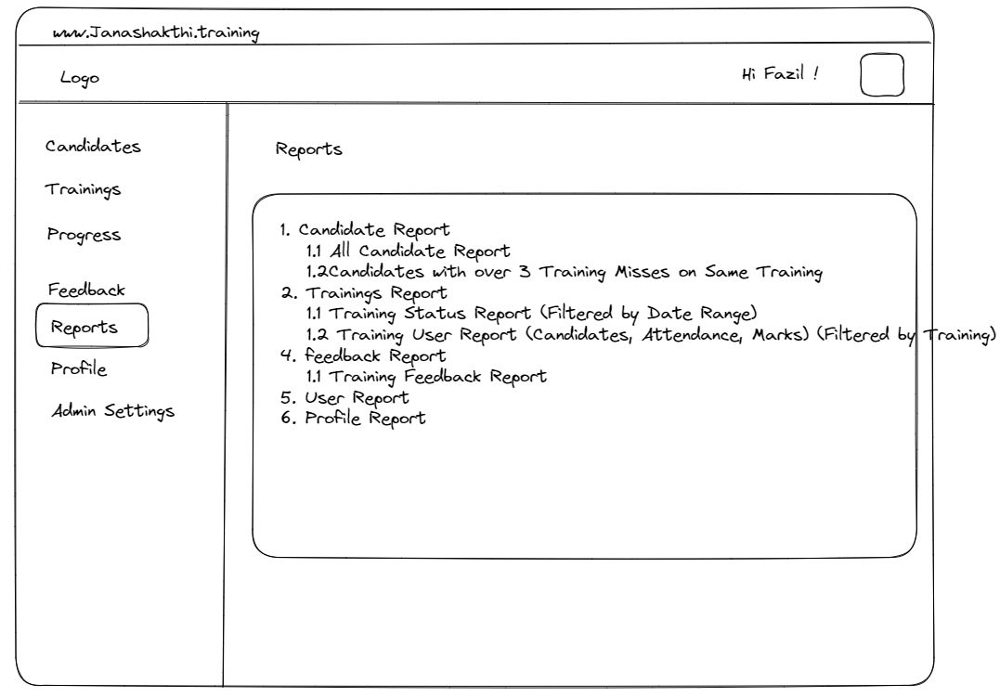 www.Janashakthi.training
Logo
Hi Fazil !
Candidates
Trainings
Progress
Feedback
Reports
Profile
Admin Settings
Reports
1. Candidate Report
1.1 All Candidate Report
1.2Candidates with over 3 Training Misses on Same Training
2. Trainings Report
1.1 Training Status Report (Filtered by Date Range)
1.2 Training User Report (Candidates, Attendance, Marks) (Filtered by Training)
4. feedback Report
1.1 Training Feedback Report
5. User Report
6. Profile Report